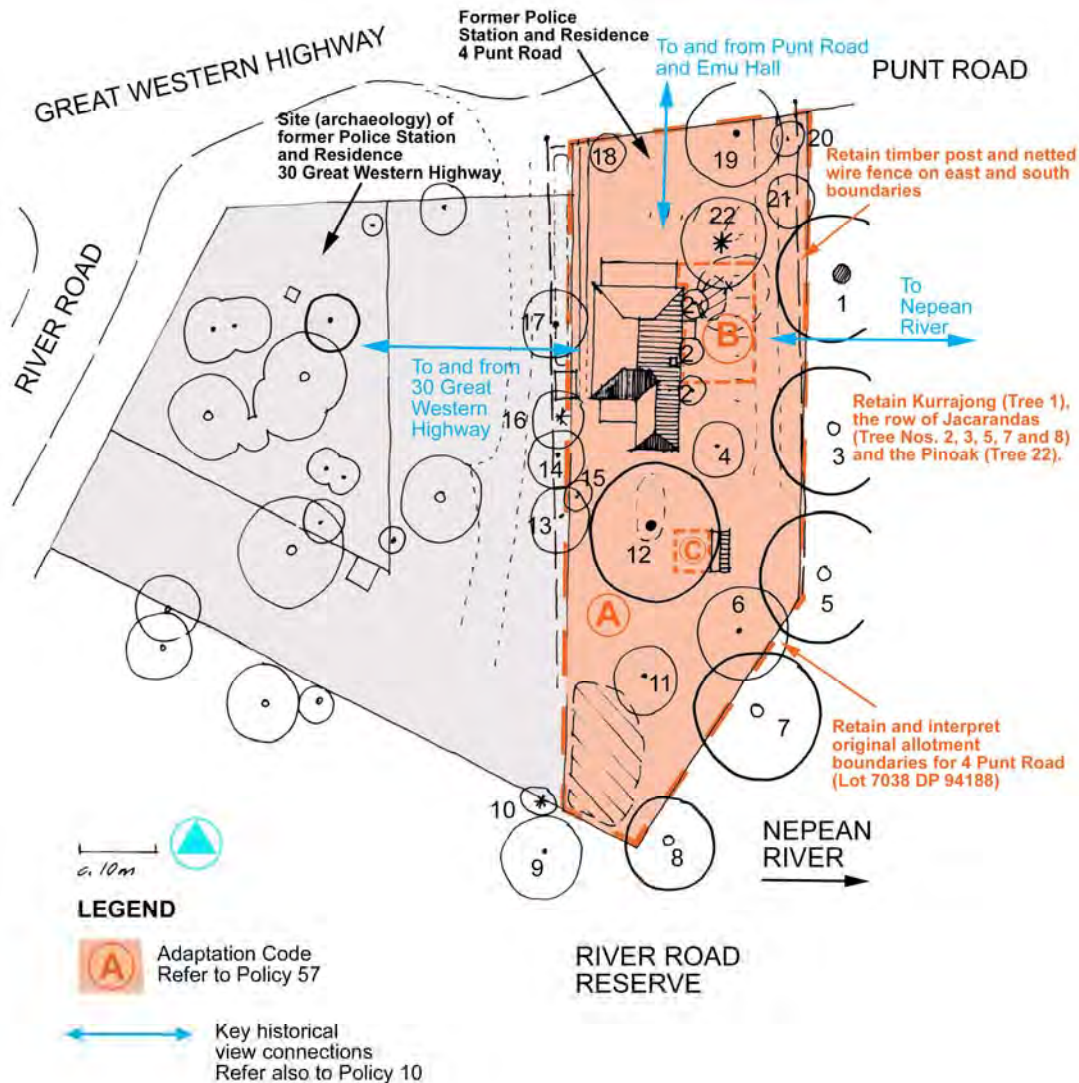 GREAT WESTERN HIGHWAY
Former Police
Station and Residence
4 Punt Road
To and from Punt Road
and Emu Hall
PUNT ROAD
Site (archaeology) of
former Police Station
and Residence
30 Great Western Highway
18
19
20
Retain timber post and netted
wire fence on east and south
boundaries
21
22
RIVER ROAD
1
To
Nepean
River
17
B
2
To and from
30 Great
Western
Highway
16
Retain Kurrajong (Tree 1),
the row of Jacarandas
(Tree Nos. 2, 3, 5, 7 and 8)
and the Pinoak (Tree 22).
3
14
4
15
13
12
C
5
A
6
11
7
Retain and interpret
original allotment
boundaries for 4 Punt Road
(Lot 7038 DP 94188)
10
9
8
NEPEAN
RIVER
c. 10m
LEGEND
A
Adaptation Code
Refer to Policy 57
RIVER ROAD
RESERVE
Key historical
view connections
Refer also to Policy 10